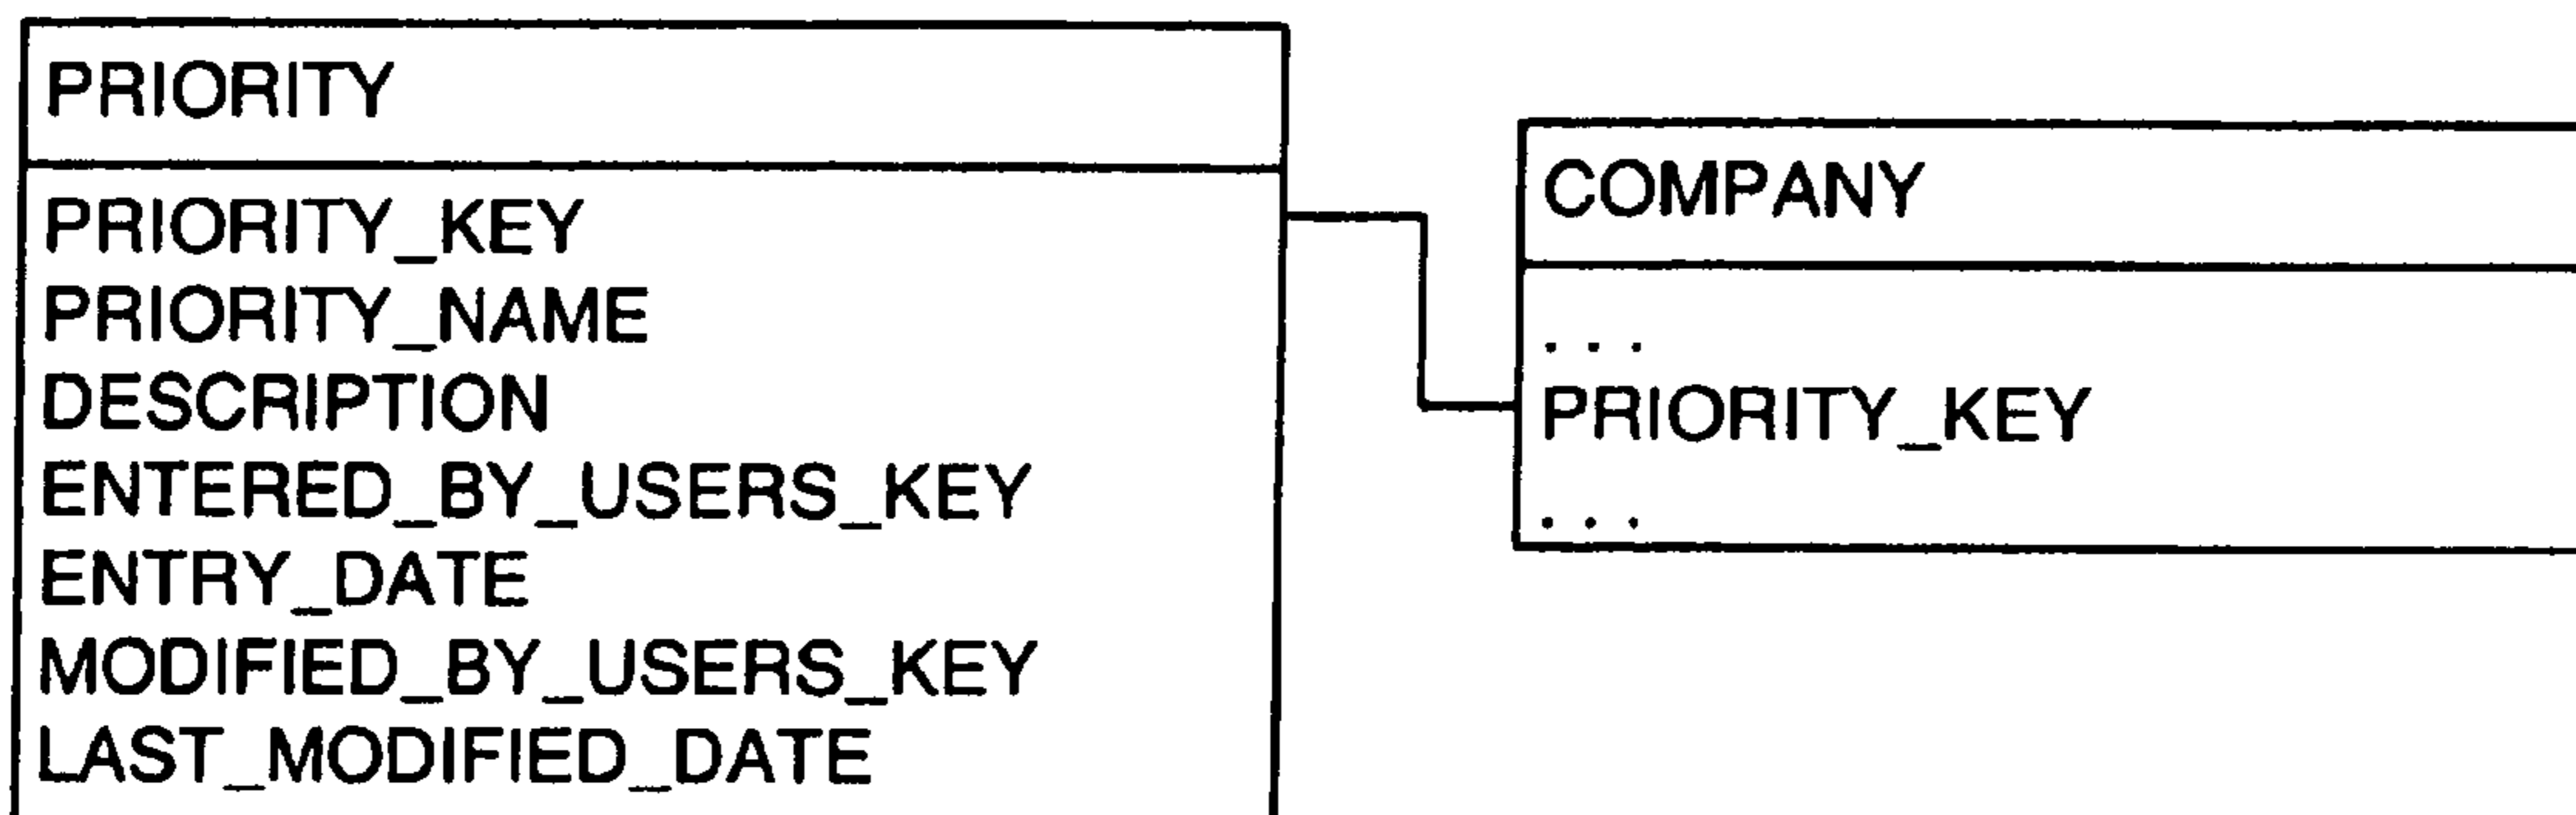 PRIORITY
PRIORITY_KEY
PRIORITY_NAME
DESCRIPTION
ENTERED_BY_USERS_KEY
ENTRY_DATE
MODIFIED_BY_USERS_KEY
LAST_MODIFIED_DATE
COMPANY
. . .
PRIORITY_KEY
. . .